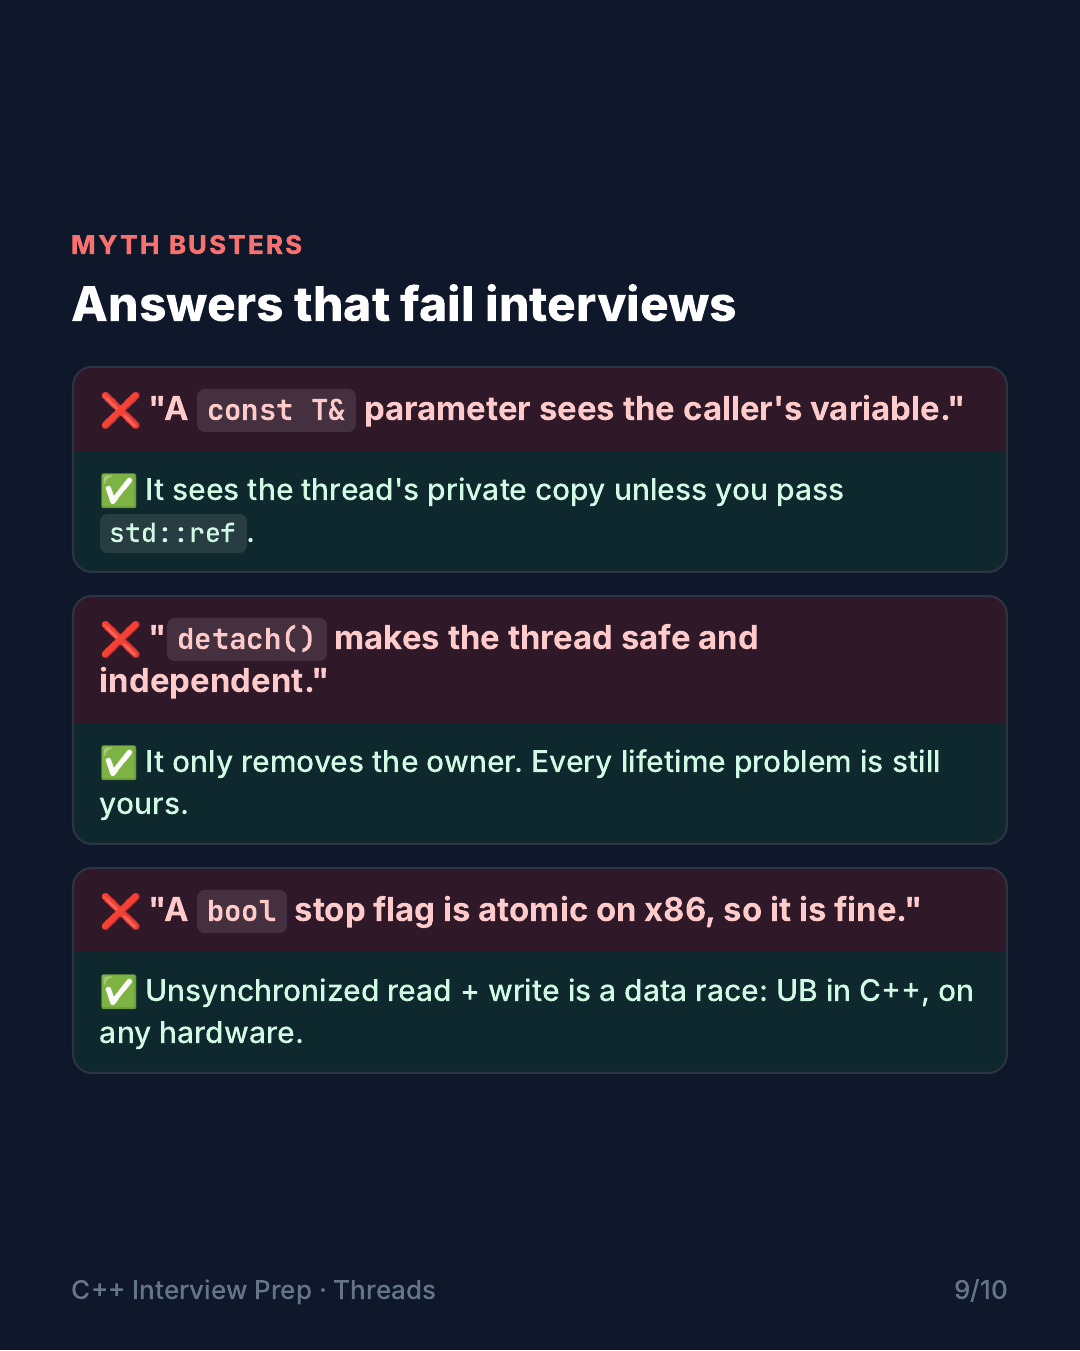 MYTH BUSTERS
Answers that fail interviews
❌ "A const T& parameter sees the caller's variable."
✅ It sees the thread's private copy unless you pass
std::ref.
❌ "detach() makes the thread safe and
independent."
✅ It only removes the owner. Every lifetime problem is still
yours.
❌ "A bool stop flag is atomic on x86, so it is fine."
✅ Unsynchronized read + write is a data race: UB in C++, on
any hardware.
C++ Interview Prep · Threads
9/10